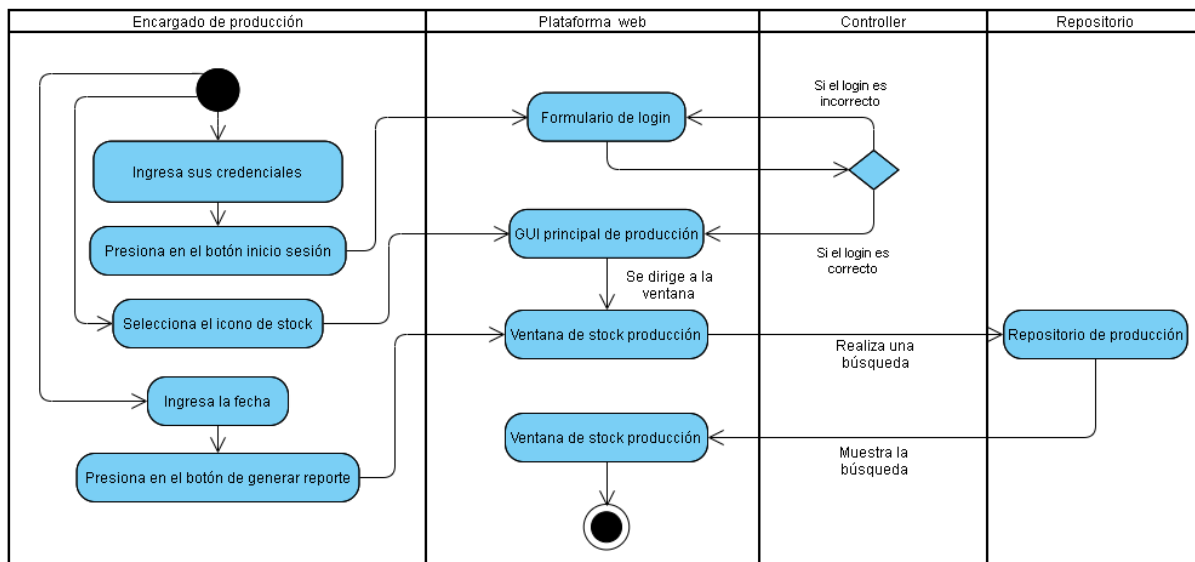 Encargado de producción
Plataforma web
Controller
Repositorio
Si el login es
incorrecto
Formulario de login
Ingresa sus credenciales
Presiona en el botón inicio sesión
GUI principal de producción
Si el login es
correcto
Se dirige a la
ventana
Selecciona el icono de stock
Ventana de stock producción
Repositorio de producción
Realiza una
búsqueda
Ingresa la fecha
Ventana de stock producción
Muestra la
búsqueda
Presiona en el botón de generar reporte